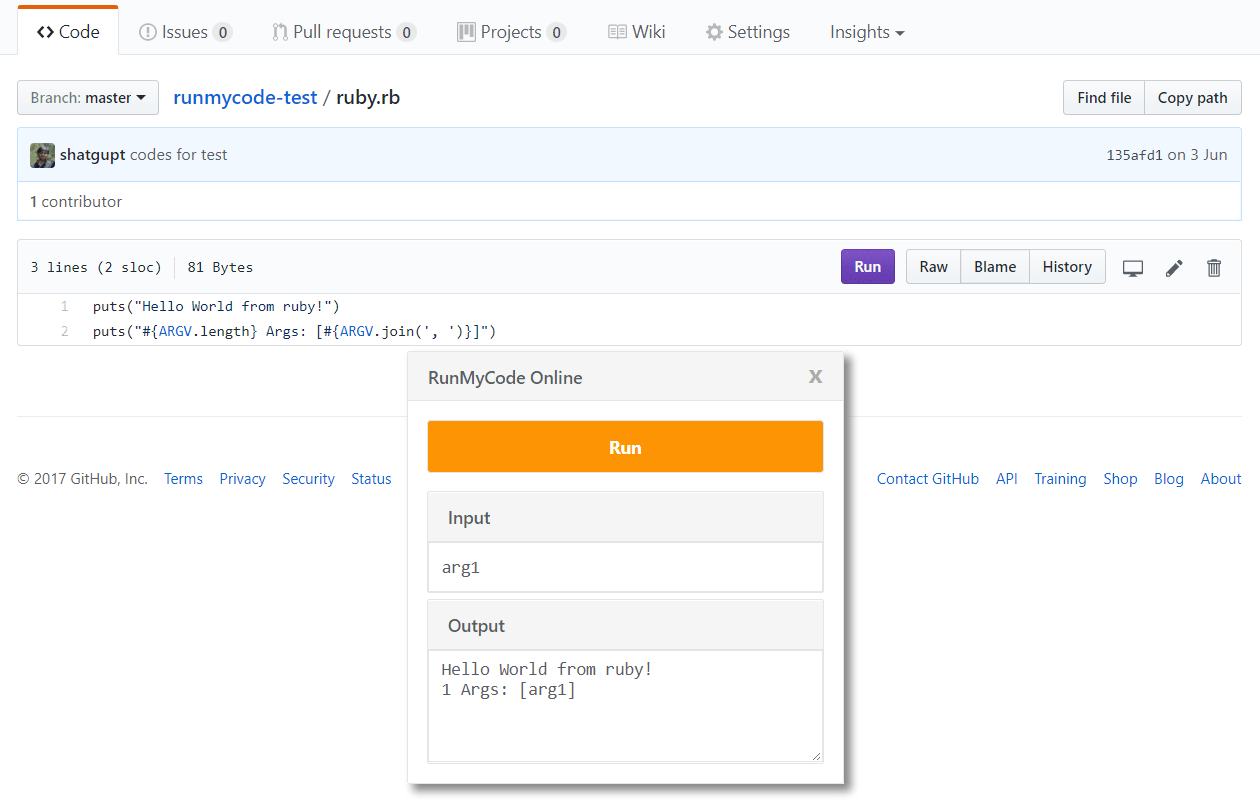 Code Issues 0 Pull requests 0 Projects 0 Wiki Settings Insights
Branch: master runmycode-test / ruby.rb Find file Copy path
shatgupt codes for test 135afd1 on 3 Jun
1 contributor
3 lines (2 sloc) 81 Bytes Run Raw Blame History
1 puts("Hello World from ruby!")
2 puts("#{ARGV.length} Args: [#{ARGV.join(', ')}]")
RunMyCode Online X
Run
© 2017 GitHub, Inc. Terms Privacy Security Status Contact GitHub API Training Shop Blog About
Input
arg1
Output
Hello World from ruby!
1 Args: [arg1]